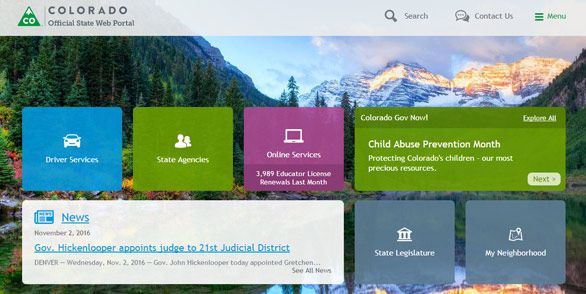 COLORADO
CO
Official State Web Portal
Search
Contact Us
Menu
Driver Services
State Agencies
Online Services
3,989 Educator License
Renewals Last Month
Colorado Gov Now!
Explore All
Child Abuse Prevention Month
Protecting Colorado's children - our most
precious resources.
Next >
News
November 2, 2016
Gov. Hickenlooper appoints judge to 21st Judicial District
DENVER — Wednesday, Nov. 2, 2016 — Gov. John Hickenlooper today appointed Gretchen...
See All News
State Legislature
My Neighborhood